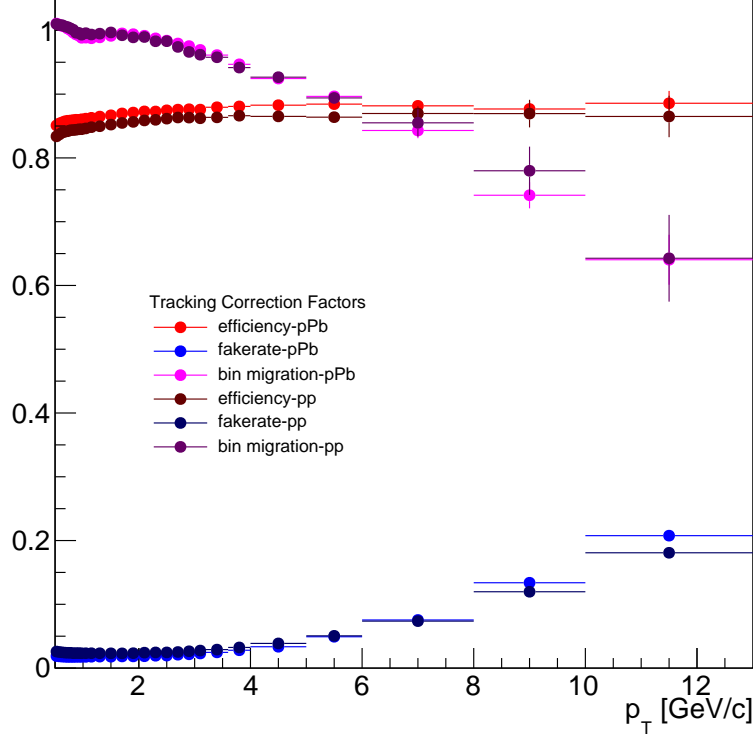 1
0.8
0.6
Tracking Correction Factors
efficiency-pPb
fakerate-pPb
bin migration-pPb
efficiency-pp
fakerate-pp
bin migration-pp
0.4
0.2
0
2 4 6 8 10 12
p_T [GeV/c]